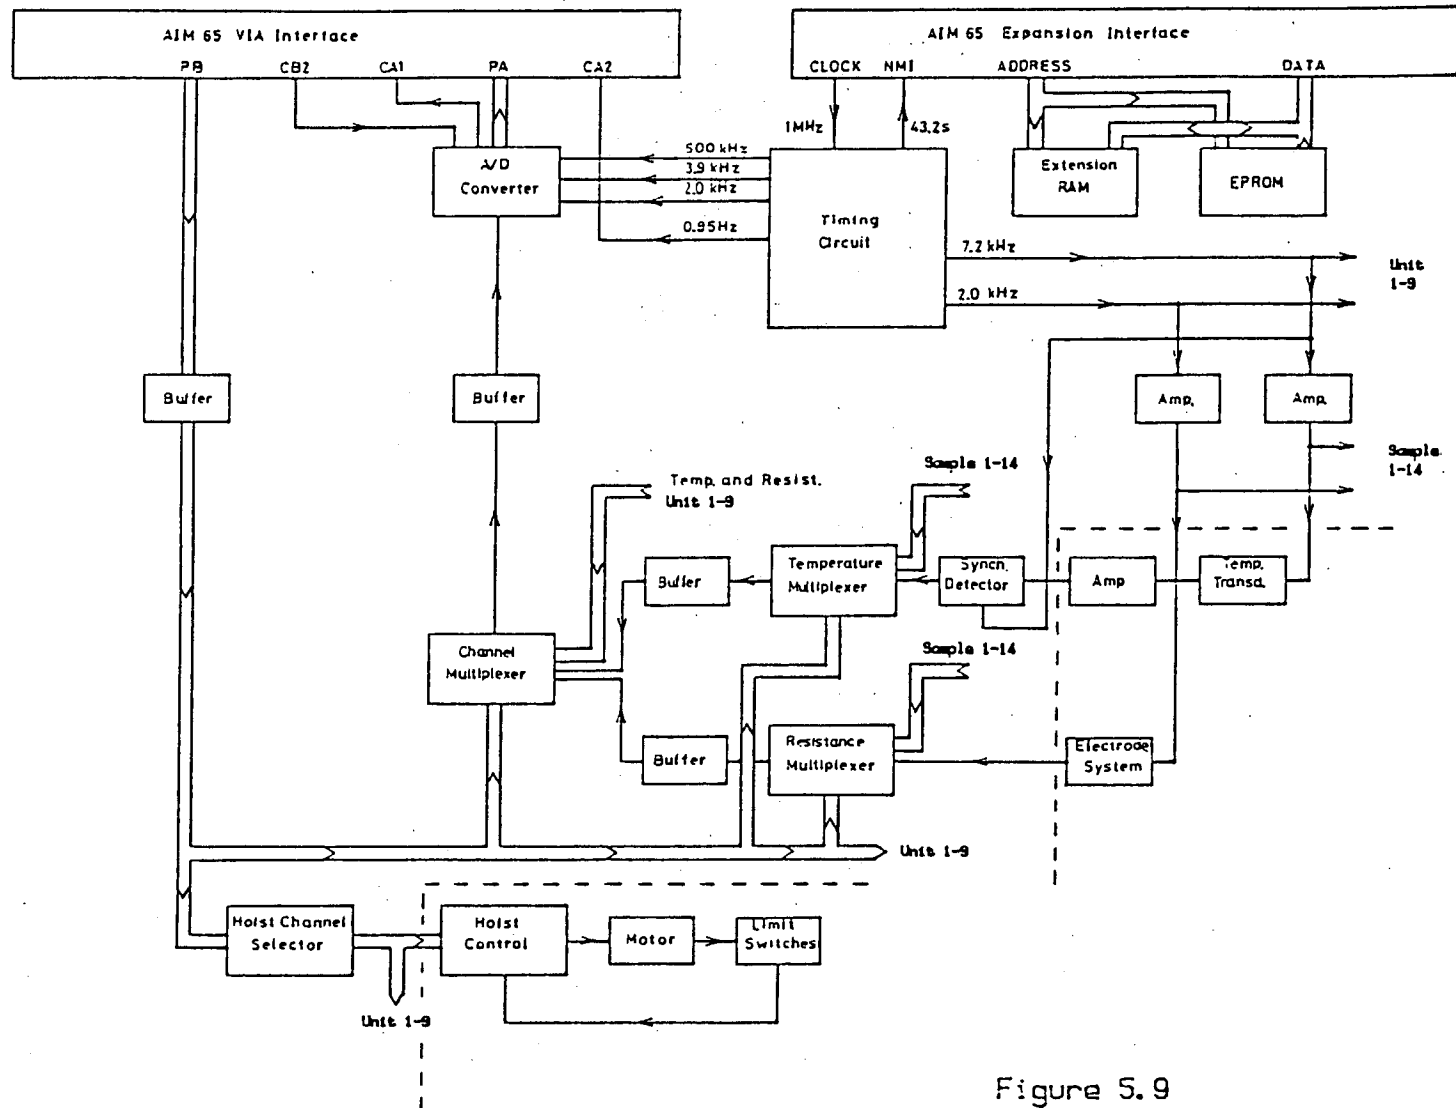 AIM 65 VIA Interface
PB CB2 CA1 PA CA2
AIM 65 Expansion Interface
CLOCK NMI ADDRESS DATA
1MHz
43.2s
A/D
Converter
500 kHz
3.9 kHz
2.0 kHz
0.95Hz
Timing
Circuit
Extension
RAM
EPROM
7.2 kHz
2.0 kHz
Unit
1-9
Buffer
Buffer
Amp.
Amp.
Sample
1-14
Temp. and Resist.
Unit 1-9
Sample 1-14
Buffer
Temperature
Multiplexer
Synch.
Detector
Amp
Temp.
Transd.
Channel
Multiplexer
Sample 1-14
Buffer
Resistance
Multiplexer
Electrode
System
Unit 1-9
Hoist Channel
Selector
Hoist
Control
Motor
Limit
Switches
Unit 1-9
Figure 5.9